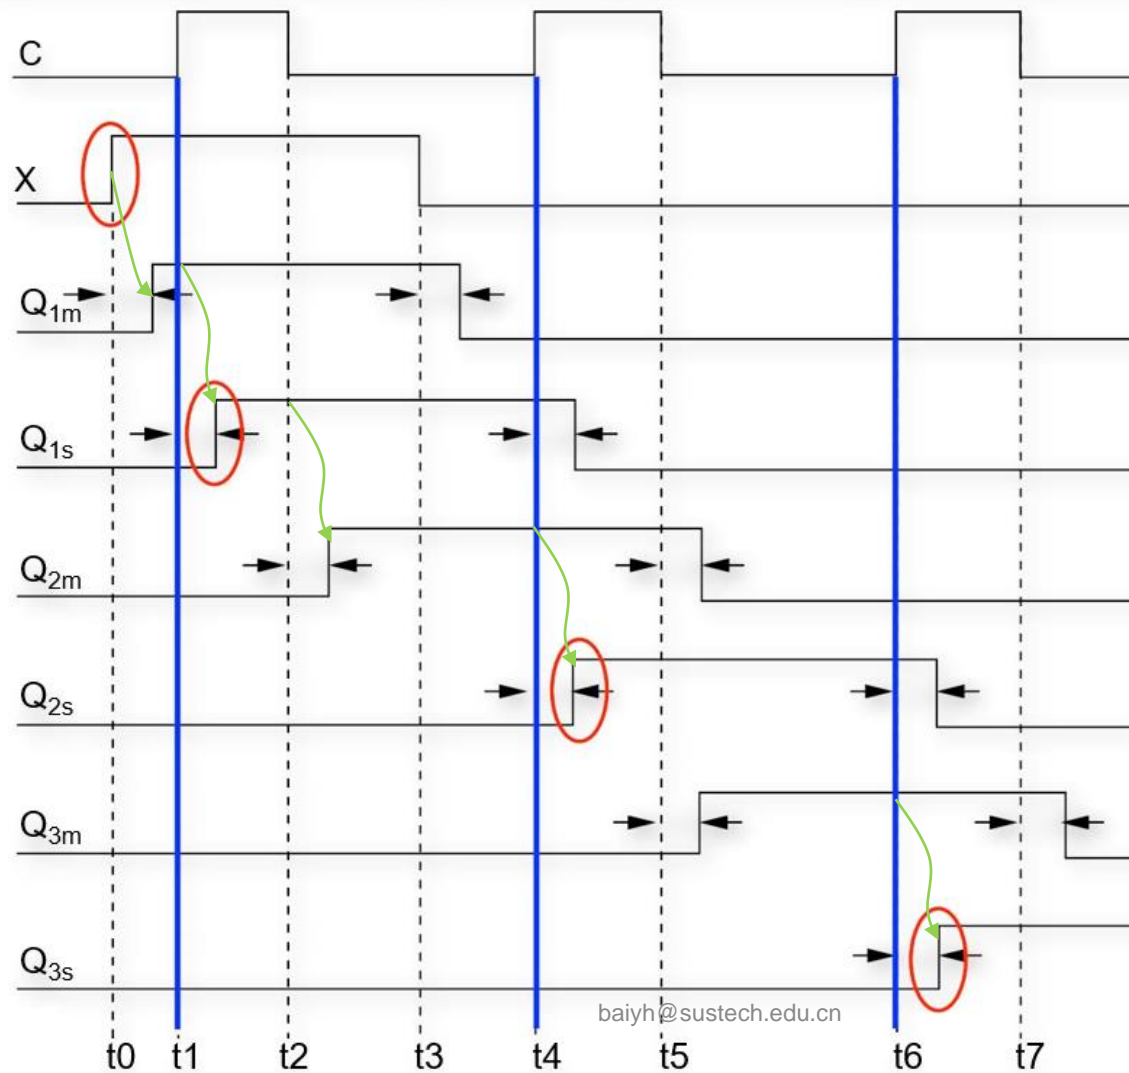 C
X
Q1m
Q1s
Q2m
Q2s
Q3m
Q3s
baiyh@sustech.edu.cn
t0 t1 t2 t3 t4 t5 t6 t7